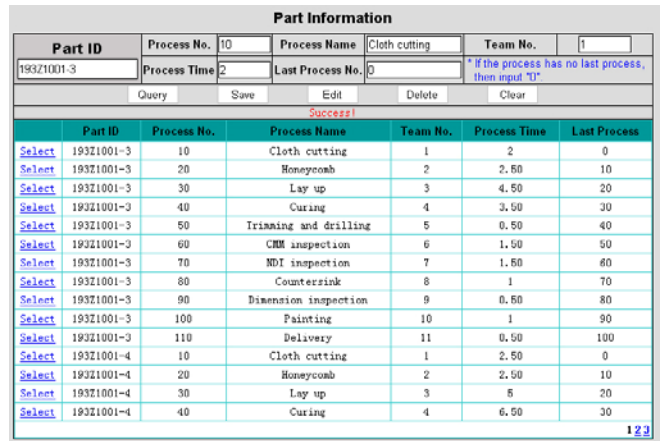 Part Information
Part ID Process No. 10 Process Name Cloth cutting Team No. 1
193Z1001-3 Process Time 2 Last Process No. 0 * If the process has no last process, then input "0"
Query Save Edit Delete Clear
Success!
Part ID Process No. Process Name Team No. Process Time Last Process
Select 193Z1001-3 10 Cloth cutting 1 2 0
Select 193Z1001-3 20 Honeycomb 2 2.50 10
Select 193Z1001-3 30 Lay up 3 4.50 20
Select 193Z1001-3 40 Curing 4 3.50 30
Select 193Z1001-3 50 Trimming and drilling 5 0.50 40
Select 193Z1001-3 60 CMM inspection 6 1.50 50
Select 193Z1001-3 70 NDI inspection 7 1.50 60
Select 193Z1001-3 80 Countersink 8 1 70
Select 193Z1001-3 90 Dimension inspection 9 0.50 80
Select 193Z1001-3 100 Painting 10 1 90
Select 193Z1001-3 110 Delivery 11 0.50 100
Select 193Z1001-4 10 Cloth cutting 1 2.50 0
Select 193Z1001-4 20 Honeycomb 2 2.50 10
Select 193Z1001-4 30 Lay up 3 5 20
Select 193Z1001-4 40 Curing 4 6.50 30
1 2 3